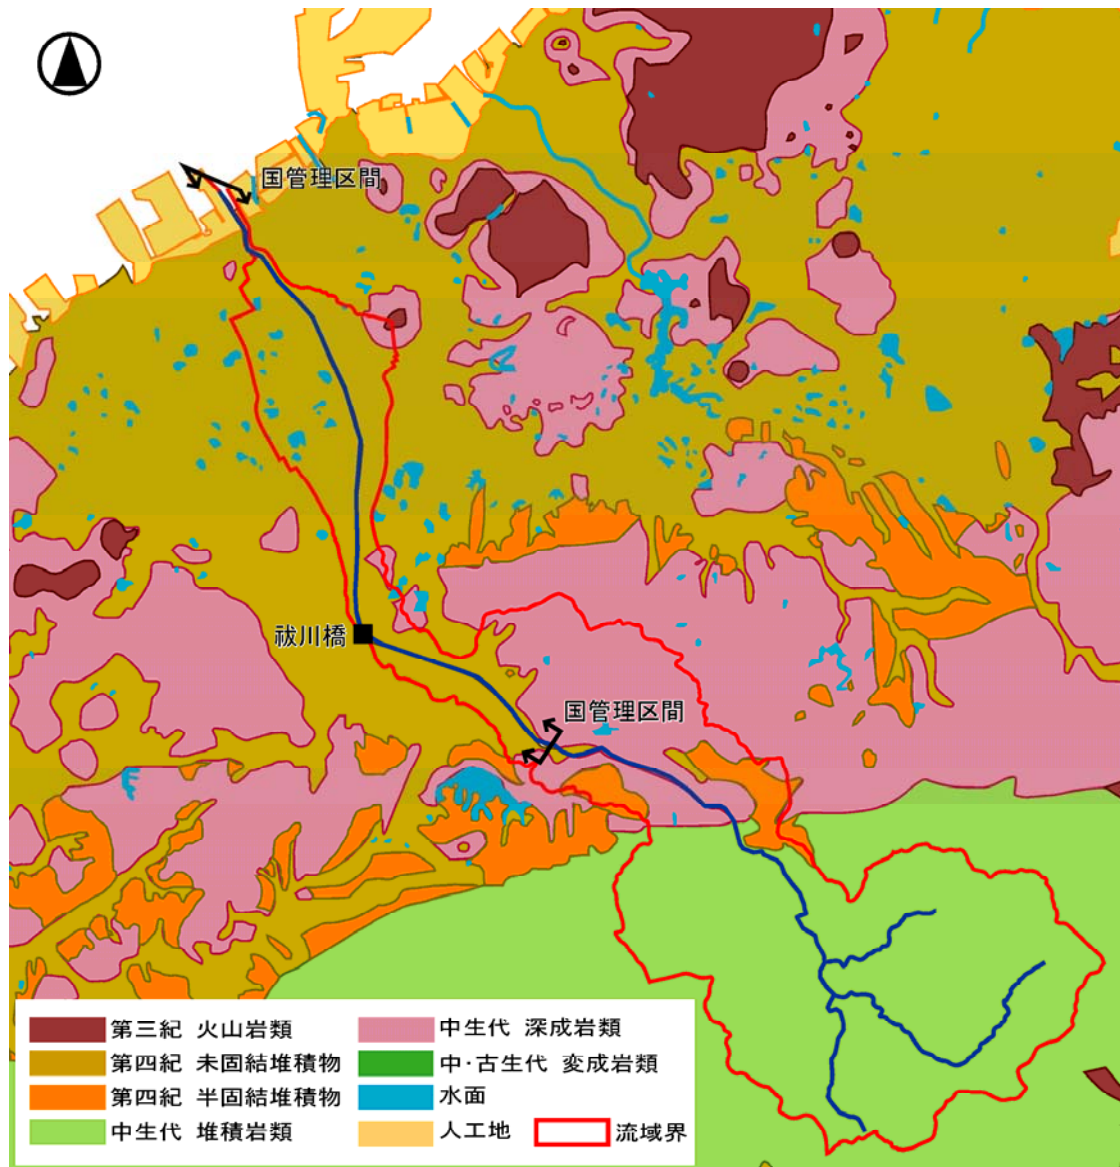 国管理区間
祓川橋
国管理区間
第三紀 火山岩類
第四紀 未固結堆積物
第四紀 半固結堆積物
中生代 堆積岩類
中生代 深成岩類
中・古生代 変成岩類
水面
人工地
流域界